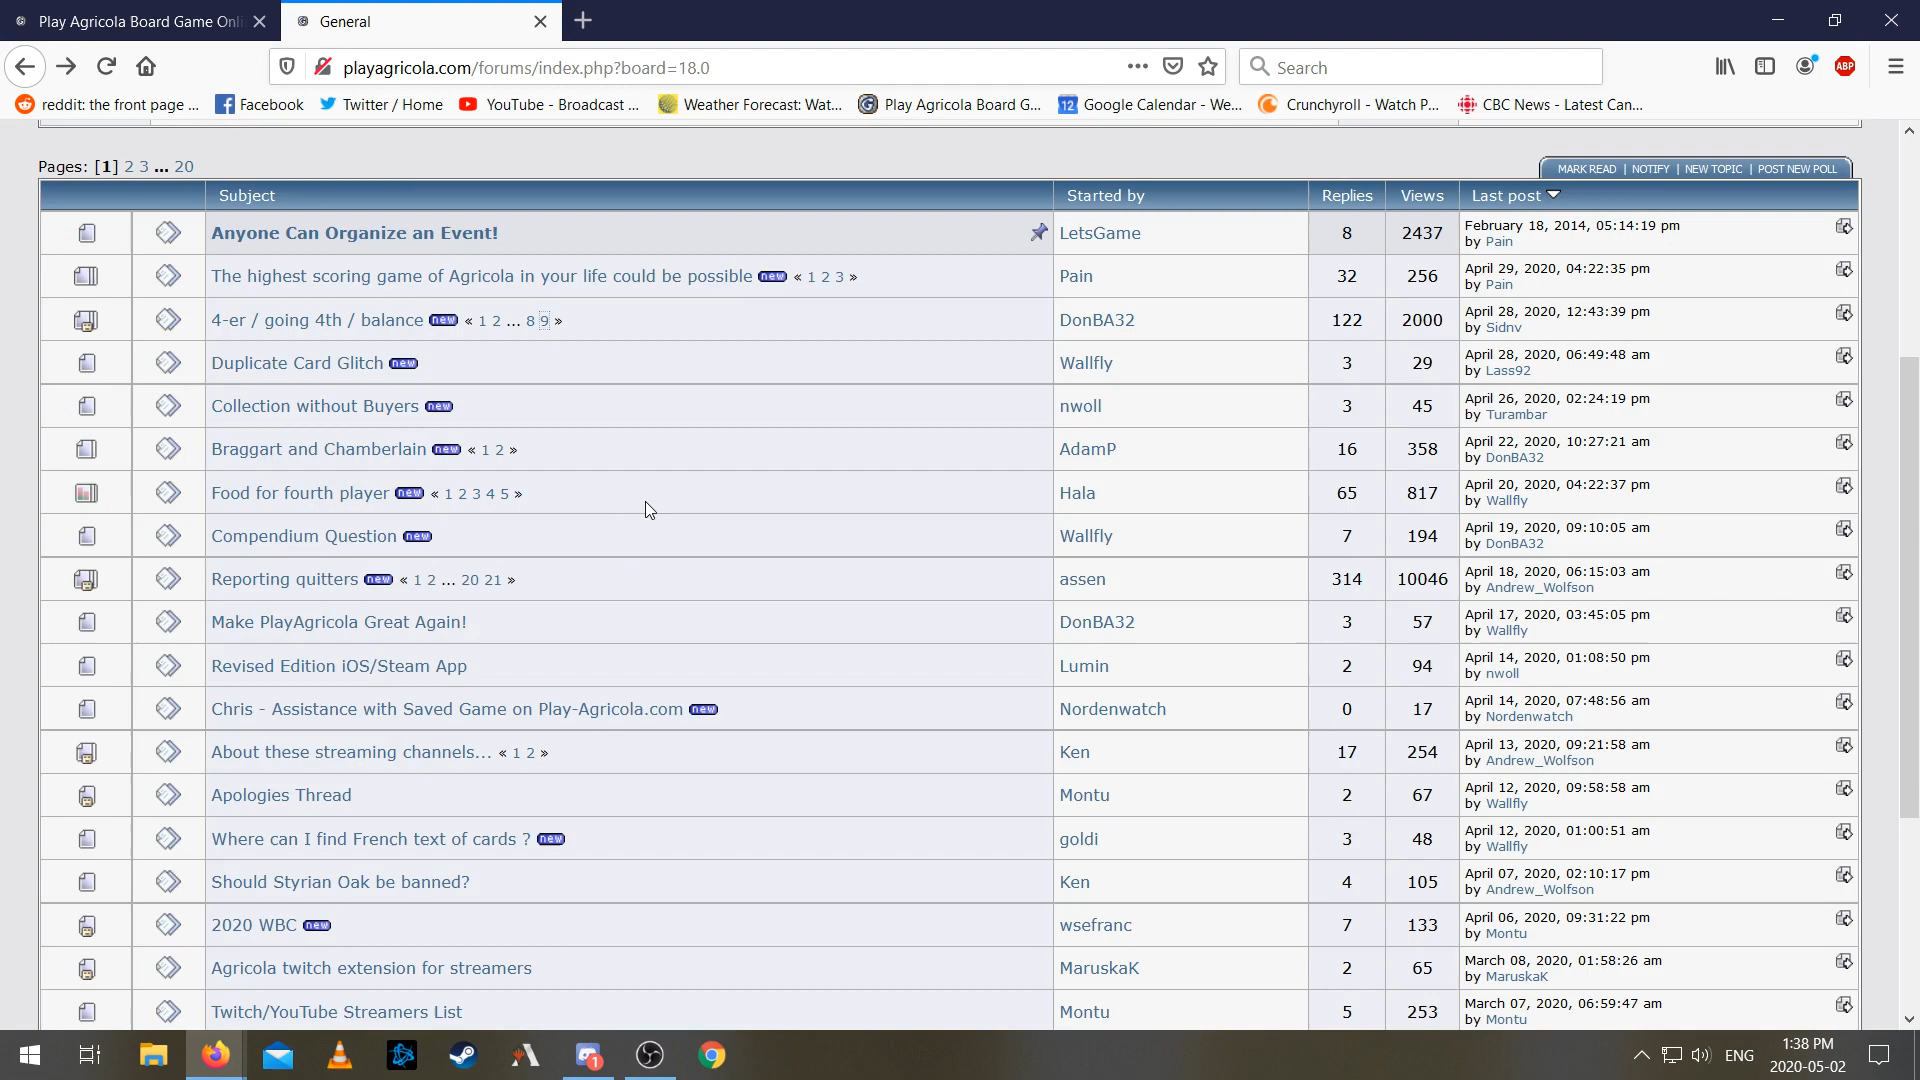 Play Agricola Board Game Onli
General
playagricola.com/forums/index.php?board=18.0
Search
reddit: the front page ...
Facebook
Twitter / Home
YouTube - Broadcast ...
Weather Forecast: Wat...
Play Agricola Board G...
Google Calendar - We...
Crunchyroll - Watch P...
CBC News - Latest Can...
Pages: [1] 2 3 ... 20
MARK READ | NOTIFY | NEW TOPIC | POST NEW POLL
Subject Started by Replies Views Last post
Anyone Can Organize an Event! LetsGame 8 2437 February 18, 2014, 05:14:19 pm
by Pain
The highest scoring game of Agricola in your life could be possible new « 1 2 3 » Pain 32 256 April 29, 2020, 04:22:35 pm
by Pain
4-er / going 4th / balance new « 1 2 ... 8 9 » DonBA32 122 2000 April 28, 2020, 12:43:39 pm
by Sidnv
Duplicate Card Glitch new Wallfly 3 29 April 28, 2020, 06:49:48 am
by Lass92
Collection without Buyers new nwoll 3 45 April 26, 2020, 02:24:19 pm
by Turambar
Braggart and Chamberlain new « 1 2 » AdamP 16 358 April 22, 2020, 10:27:21 am
by DonBA32
Food for fourth player new « 1 2 3 4 5 » Hala 65 817 April 20, 2020, 04:22:37 pm
by Wallfly
Compendium Question new Wallfly 7 194 April 19, 2020, 09:10:05 am
by DonBA32
Reporting quitters new « 1 2 ... 20 21 » assen 314 10046 April 18, 2020, 06:15:03 am
by Andrew_Wolfson
Make PlayAgricola Great Again! DonBA32 3 57 April 17, 2020, 03:45:05 pm
by Wallfly
Revised Edition iOS/Steam App Lumin 2 94 April 14, 2020, 01:08:50 pm
by nwoll
Chris - Assistance with Saved Game on Play-Agricola.com new Nordenwatch 0 17 April 14, 2020, 07:48:56 am
by Nordenwatch
About these streaming channels... « 1 2 » Ken 17 254 April 13, 2020, 09:21:58 am
by Andrew_Wolfson
Apologies Thread Montu 2 67 April 12, 2020, 09:58:58 am
by Wallfly
Where can I find French text of cards ? new goldi 3 48 April 12, 2020, 01:00:51 am
by Wallfly
Should Styrian Oak be banned? Ken 4 105 April 07, 2020, 02:10:17 pm
by Andrew_Wolfson
2020 WBC new wsefranc 7 133 April 06, 2020, 09:31:22 pm
by Montu
Agricola twitch extension for streamers MaruskaK 2 65 March 08, 2020, 01:58:26 am
by MaruskaK
Twitch/YouTube Streamers List Montu 5 253 March 07, 2020, 06:59:47 am
by Montu
ABP
12
1
ENG
1:38 PM
2020-05-02